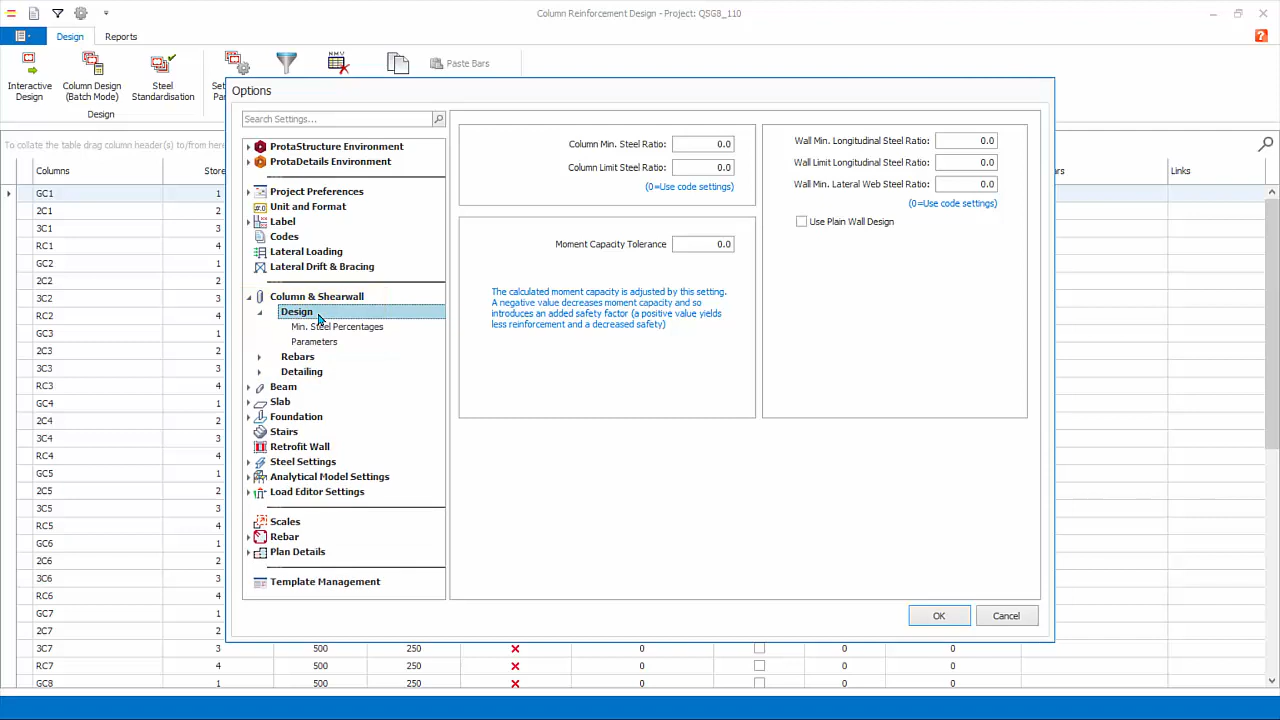 Column Reinforcement Design - Project: QSG8_110
Design
Reports
Interactive Design
Column Design (Batch Mode)
Steel Standardisation
Paste Bars
Design
To collate the table drag column header(s) to/from her
Columns
Store
Links
GC1 1
2C1 2
3C1 3
RC1 4
GC2 1
2C2 2
3C2 3
RC2 4
GC3 1
2C3 2
3C3 3
RC3 4
GC4 1
2C4 2
3C4 3
RC4 4
GC5 1
2C5 2
3C5 3
RC5 4
GC6 1
2C6 2
3C6 3
RC6 4
GC7 1
2C7 2
3C7 3 500 250 0 0 0
RC7 4 500 250 0 0 0
GC8 1 500 250 0 0 0
Options
Search Settings...
ProtaStructure Environment
ProtaDetails Environment
Project Preferences
Unit and Format
Label
Codes
Lateral Loading
Lateral Drift & Bracing
Column & Shearwall
Design
Min. Steel Percentages
Parameters
Rebars
Detailing
Beam
Slab
Foundation
Stairs
Retrofit Wall
Steel Settings
Analytical Model Settings
Load Editor Settings
Scales
Rebar
Plan Details
Template Management
Column Min. Steel Ratio: 0.0
Column Limit Steel Ratio: 0.0
(0=Use code settings)
Moment Capacity Tolerance 0.0
The calculated moment capacity is adjusted by this setting.
A negative value decreases moment capacity and so
introduces an added safety factor (a positive value yields
less reinforcement and a decreased safety)
Wall Min. Longitudinal Steel Ratio: 0.0
Wall Limit Longitudinal Steel Ratio: 0.0
Wall Min. Lateral Web Steel Ratio: 0.0
(0=Use code settings)
Use Plain Wall Design
OK
Cancel